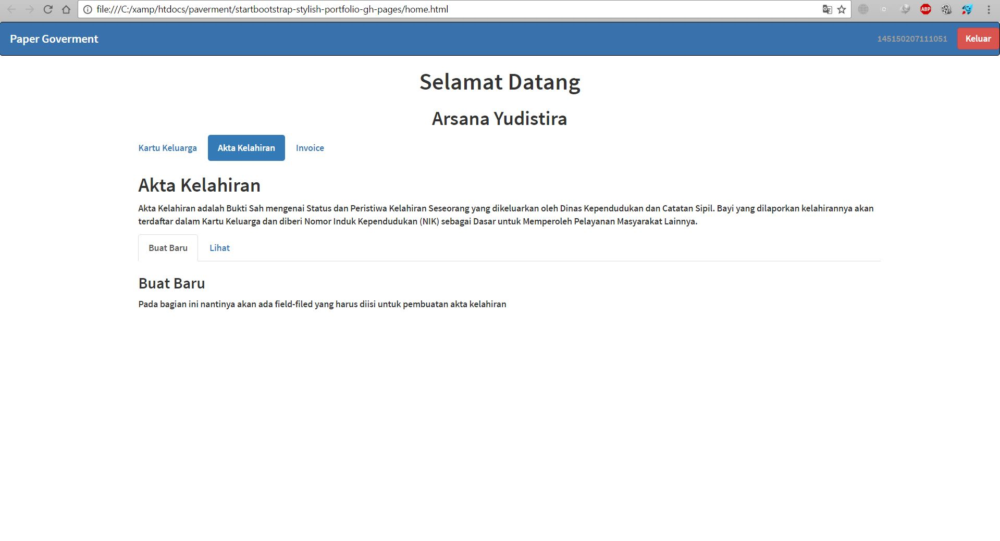 file:///C:/xamp/htdocs/paverment/startbootstrap-stylish-portfolio-gh-pages/home.html
ABP
Paper Goverment
145150207111051
Keluar
Selamat Datang
Arsana Yudistira
Kartu Keluarga
Akta Kelahiran
Invoice
Akta Kelahiran
Akta Kelahiran adalah Bukti Sah mengenai Status dan Peristiwa Kelahiran Seseorang yang dikeluarkan oleh Dinas Kependudukan dan Catatan Sipil. Bayi yang dilaporkan kelahirannya akan
terdaftar dalam Kartu Keluarga dan diberi Nomor Induk Kependudukan (NIK) sebagai Dasar untuk Memperoleh Pelayanan Masyarakat Lainnya.
Buat Baru
Lihat
Buat Baru
Pada bagian ini nantinya akan ada field-filed yang harus diisi untuk pembuatan akta kelahiran